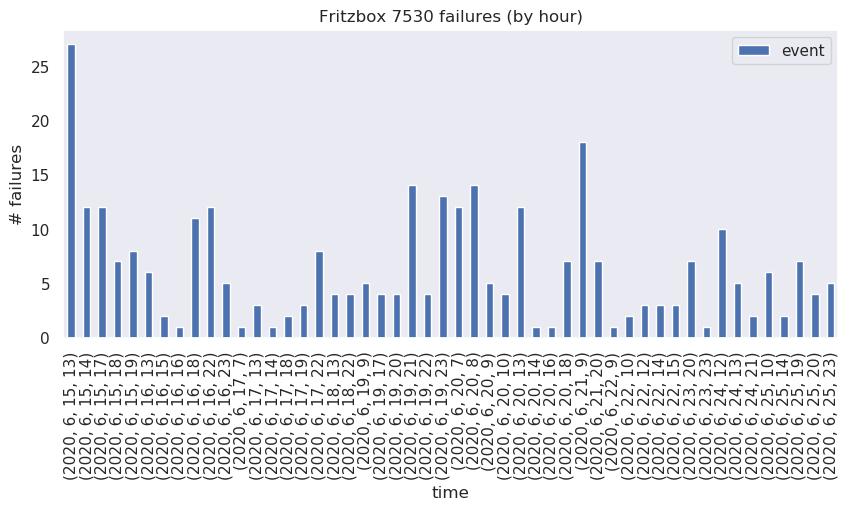 Fritzbox 7530 failures (by hour)
event
# failures
25
20
15
10
5
0
(2020, 6, 15, 13)
(2020, 6, 15, 14)
(2020, 6, 15, 17)
(2020, 6, 15, 18)
(2020, 6, 15, 19)
(2020, 6, 16, 13)
(2020, 6, 16, 15)
(2020, 6, 16, 16)
(2020, 6, 16, 18)
(2020, 6, 16, 22)
(2020, 6, 16, 23)
(2020, 6, 17, 7)
(2020, 6, 17, 13)
(2020, 6, 17, 14)
(2020, 6, 17, 18)
(2020, 6, 17, 19)
(2020, 6, 17, 22)
(2020, 6, 18, 13)
(2020, 6, 18, 22)
(2020, 6, 19, 9)
(2020, 6, 19, 17)
(2020, 6, 19, 20)
(2020, 6, 19, 21)
(2020, 6, 19, 22)
(2020, 6, 19, 23)
(2020, 6, 20, 7)
(2020, 6, 20, 8)
(2020, 6, 20, 9)
(2020, 6, 20, 10)
(2020, 6, 20, 13)
(2020, 6, 20, 14)
(2020, 6, 20, 16)
(2020, 6, 20, 18)
(2020, 6, 21, 9)
(2020, 6, 21, 20)
(2020, 6, 22, 9)
(2020, 6, 22, 10)
(2020, 6, 22, 12)
(2020, 6, 22, 14)
(2020, 6, 22, 15)
(2020, 6, 23, 20)
(2020, 6, 23, 23)
(2020, 6, 24, 12)
(2020, 6, 24, 13)
(2020, 6, 24, 21)
(2020, 6, 25, 10)
(2020, 6, 25, 14)
(2020, 6, 25, 19)
(2020, 6, 25, 20)
(2020, 6, 25, 23)
time